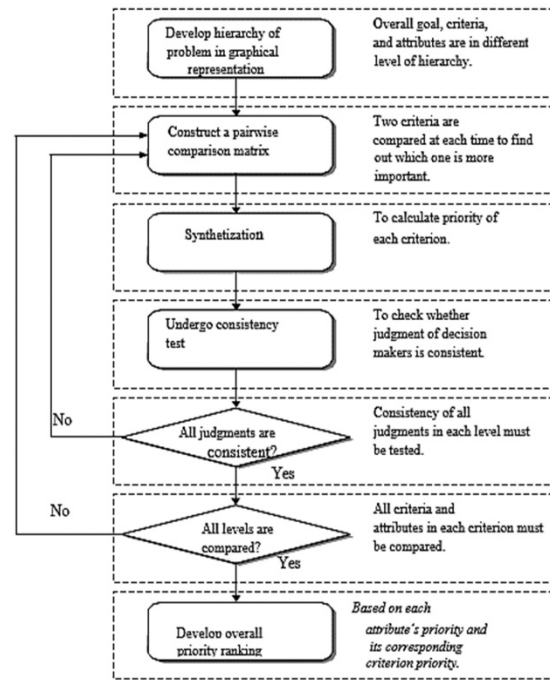 Develop hierarchy of
problem in graphical
representation
Overall goal, criteria,
and attributes are in different
level of hierarchy.
Construct a pairwise
comparison matrix
Two criteria are
compared at each time to find
out which one is more
important.
Synthetization
To calculate priority of
each criterion.
Undergo consistency
test
To check whether
judgment of decision
makers is consistent.
No
All judgments are
consistent?
Yes
Consistency of all
judgments in each level must
be tested.
No
All levels are
compared?
Yes
All criteria and
attributes in each criterion must
be compared.
Develop overall
priority ranking
Based on each
attribute's priority and
its corresponding
criterion priority.